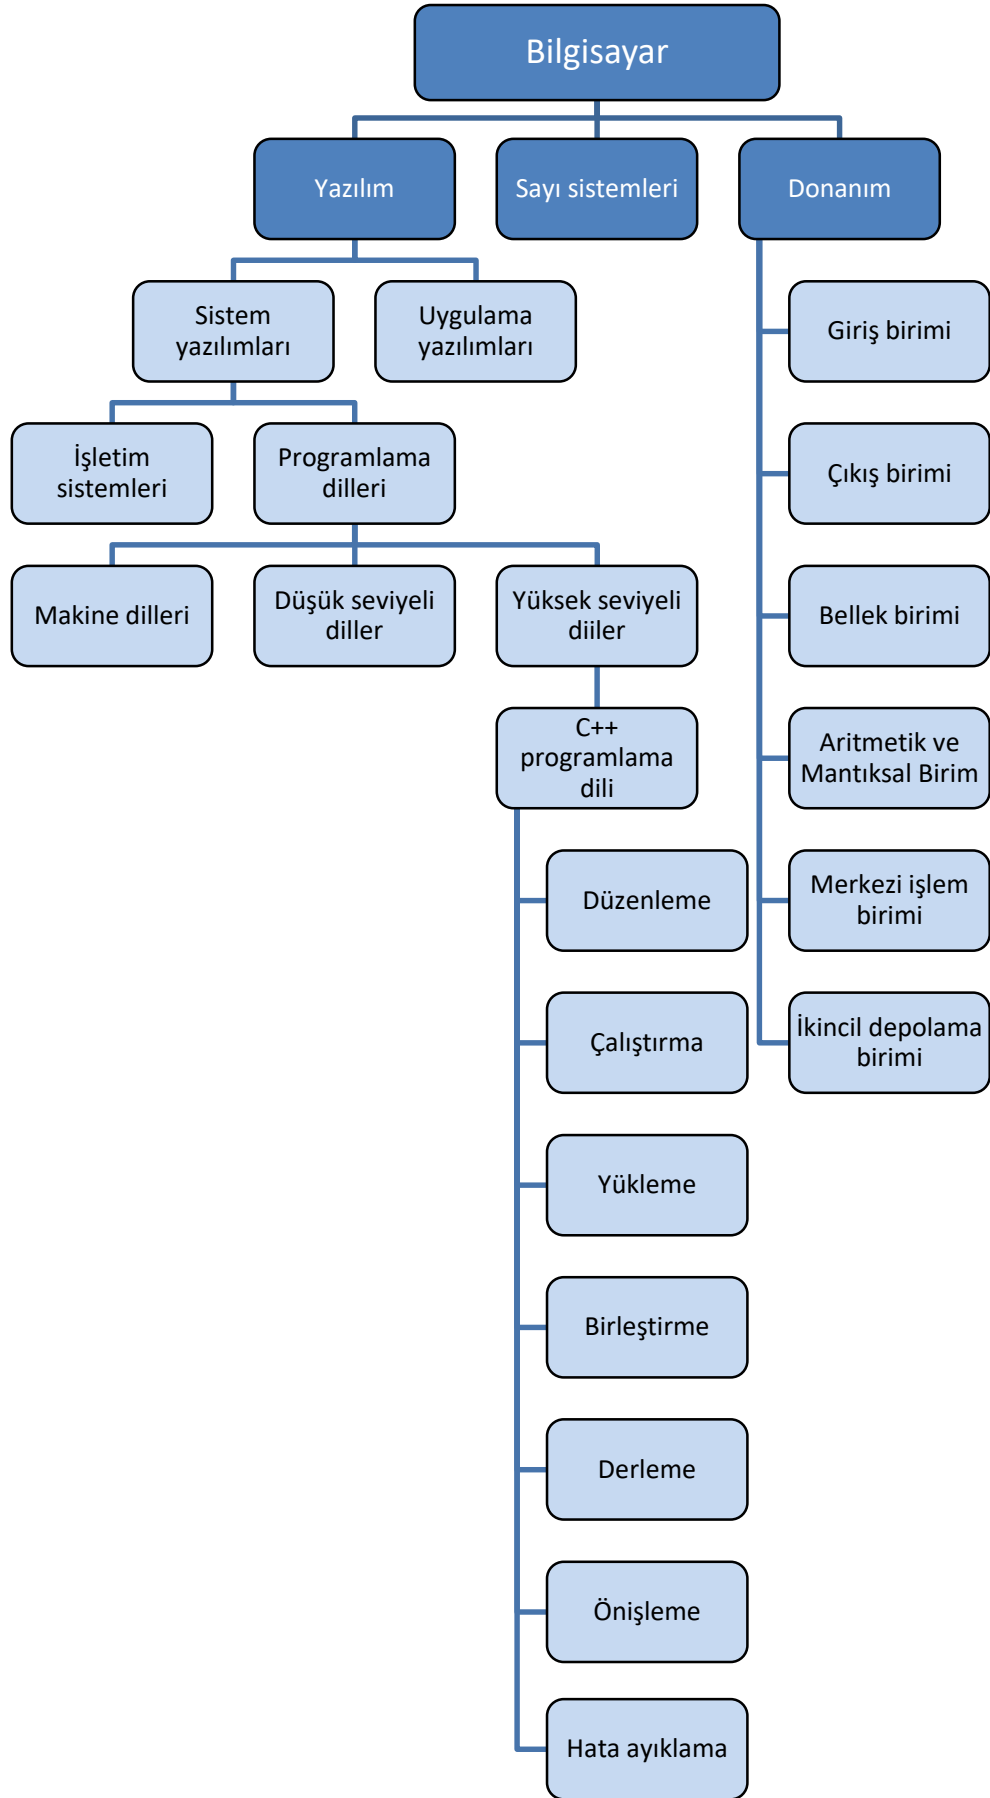 Bilgisayar
Yazılım
Sayı sistemleri
Donanım
Sistem
yazılımları
Uygulama
yazılımları
Giriş birimi
İşletim
sistemleri
Programlama
dilleri
Çıkış birimi
Makine dilleri
Düşük seviyeli
diller
Yüksek seviyeli
diiler
Bellek birimi
C++
programlama
dili
Aritmetik ve
Mantıksal Birim
Düzenleme
Merkezi işlem
birimi
Çalıştırma
İkincil depolama
birimi
Yükleme
Birleştirme
Derleme
Önişleme
Hata ayıklama